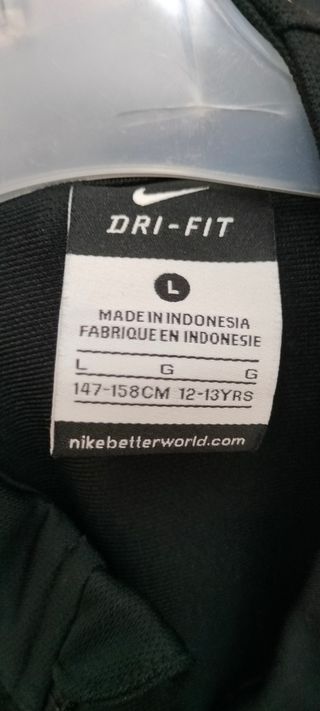 DRI-FIT
L
MADE IN INDONESIA
FABRIQUE EN INDONESIE
L G G
147-158CM 12-13YRS
nikebetterworld.com